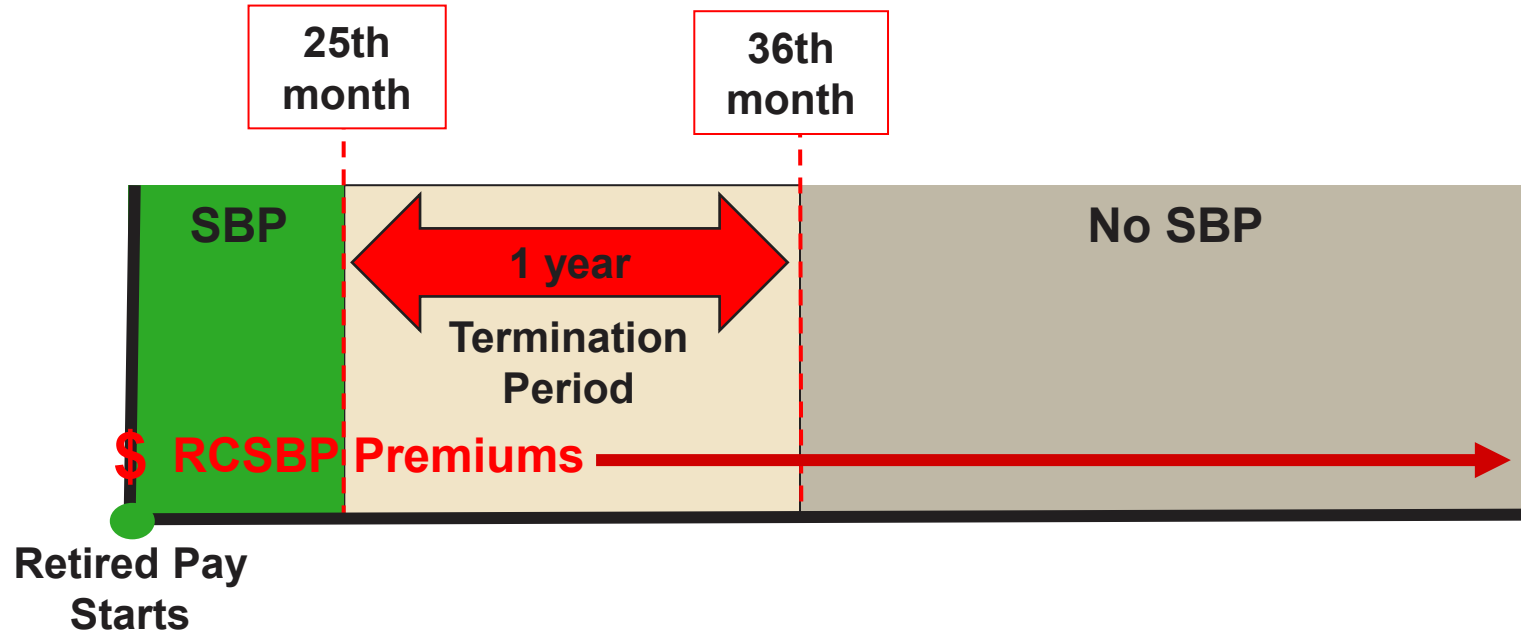 25th
month
36th
month
SBP
No SBP
1 year
Termination
Period
$ RCSBP Premiums
Retired Pay
Starts